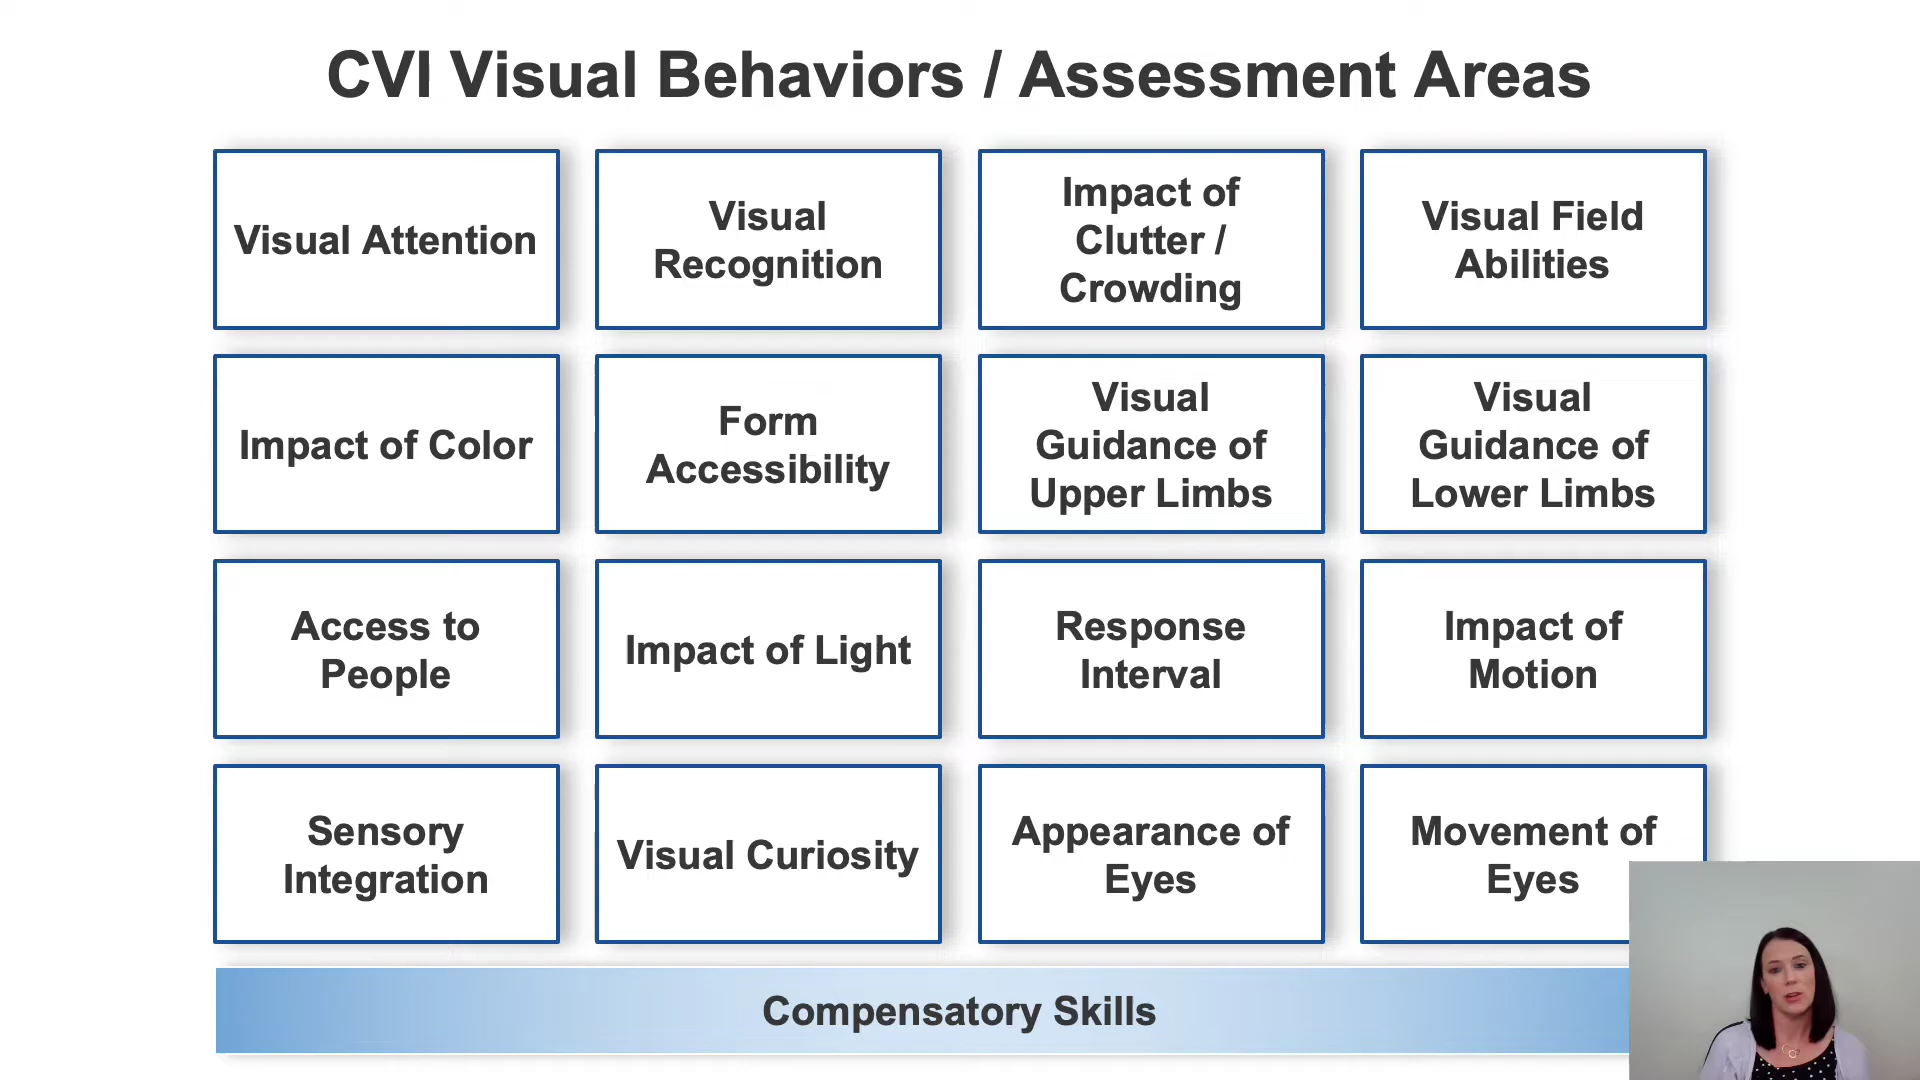 CVI Visual Behaviors / Assessment Areas
Visual Attention
Visual
Recognition
Impact of
Clutter /
Crowding
Visual Field
Abilities
Impact of Color
Form
Accessibility
Visual
Guidance of
Upper Limbs
Visual
Guidance of
Lower Limbs
Access to
People
Impact of Light
Response
Interval
Impact of
Motion
Sensory
Integration
Visual Curiosity
Appearance of
Eyes
Movement of
Eyes
Compensatory Skills